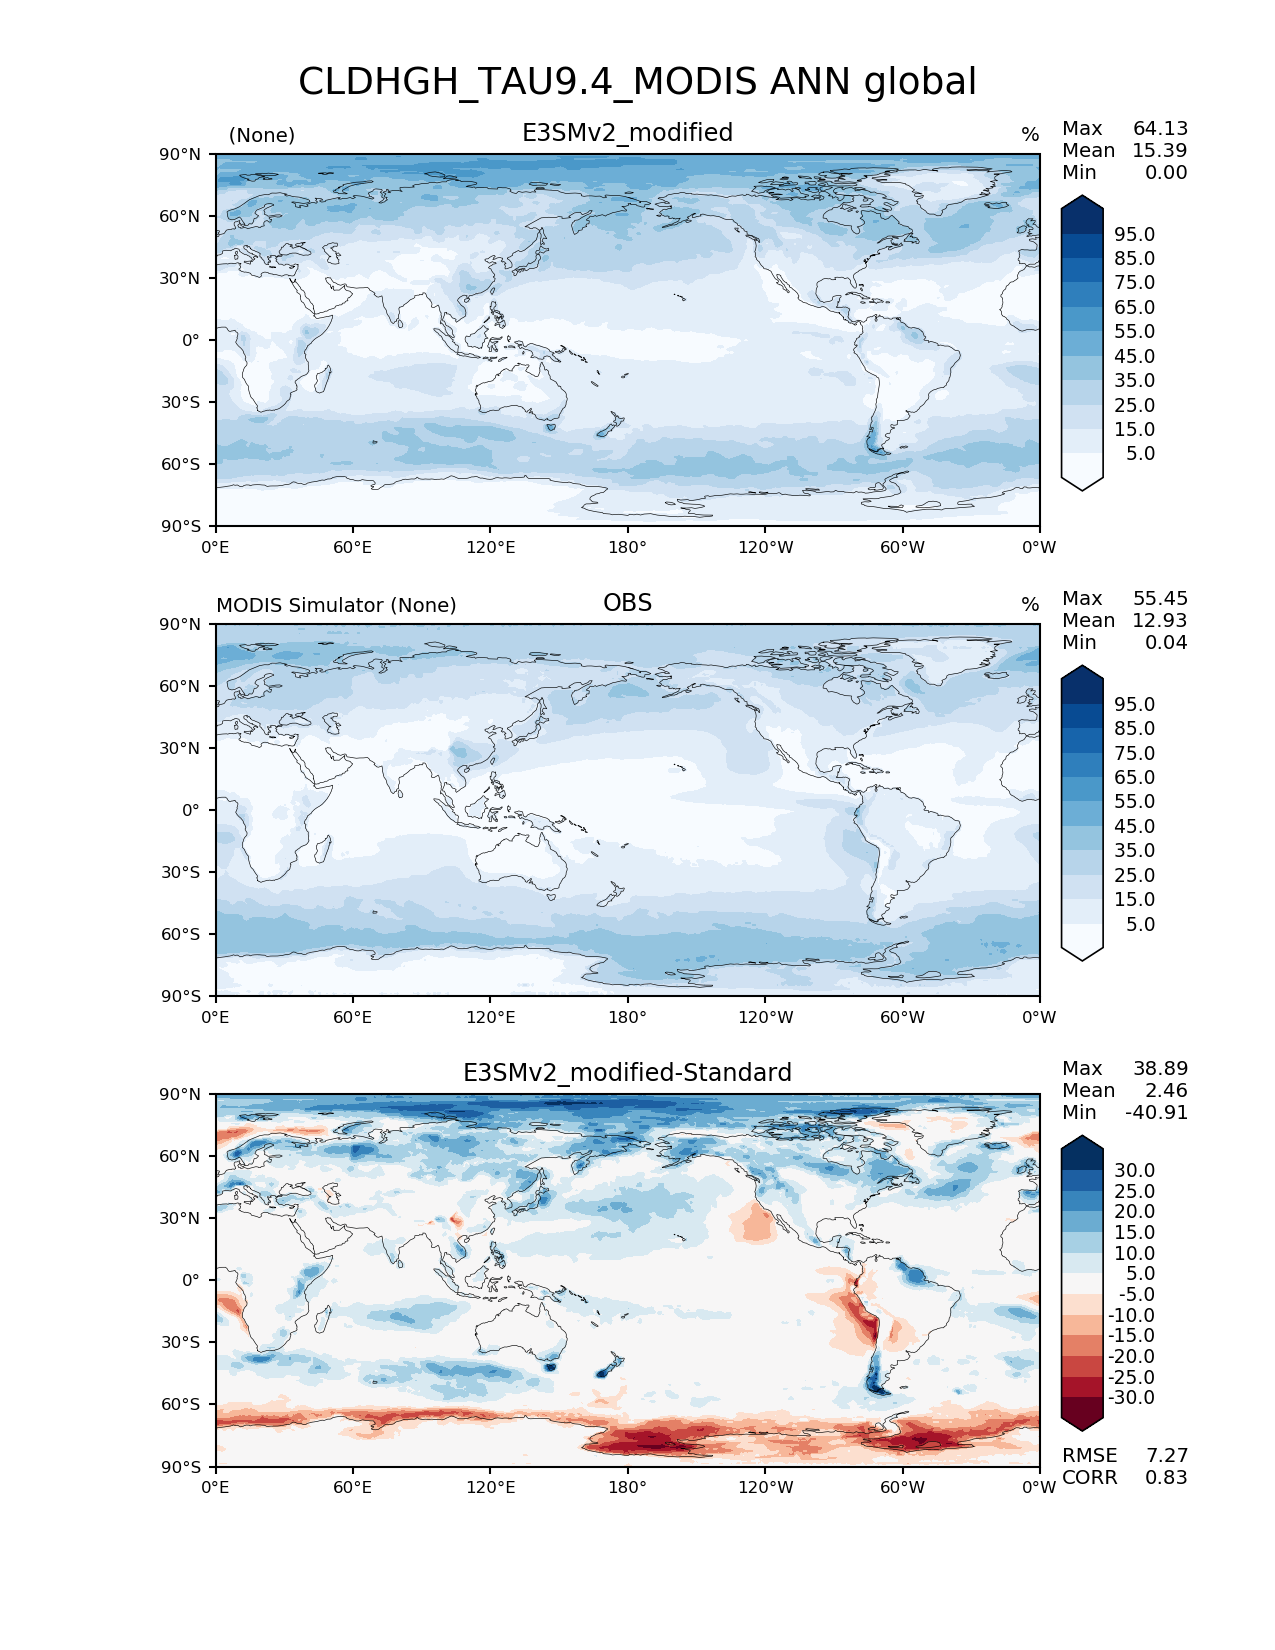 CLDHGH_TAU9.4_MODIS ANN global
(None) E3SMv2_modified %
Max 64.13
Mean 15.39
Min 0.00
90°N
60°N
30°N
0°
30°S
60°S
90°S
0°E 60°E 120°E 180° 120°W 60°W 0°W
95.0
85.0
75.0
65.0
55.0
45.0
35.0
25.0
15.0
5.0
MODIS Simulator (None) OBS %
Max 55.45
Mean 12.93
Min 0.04
90°N
60°N
30°N
0°
30°S
60°S
90°S
0°E 60°E 120°E 180° 120°W 60°W 0°W
95.0
85.0
75.0
65.0
55.0
45.0
35.0
25.0
15.0
5.0
E3SMv2_modified-Standard
Max 38.89
Mean 2.46
Min -40.91
90°N
60°N
30°N
0°
30°S
60°S
90°S
0°E 60°E 120°E 180° 120°W 60°W 0°W
30.0
25.0
20.0
15.0
10.0
5.0
-5.0
-10.0
-15.0
-20.0
-25.0
-30.0
RMSE 7.27
CORR 0.83